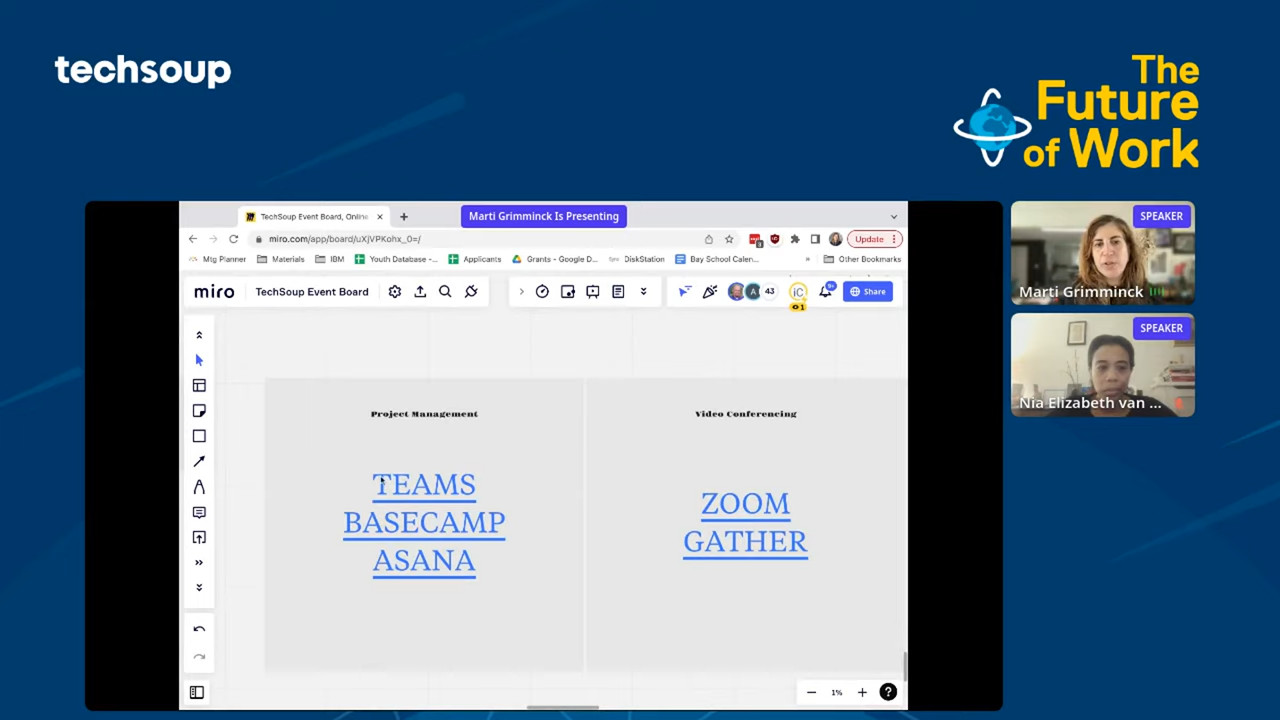 techsoup
The
Future
of Work
TechSoup Event Board, Online
Marti Grimminck Is Presenting
miro.com/app/board/uXjVPKohx_0=/
Update
Mtg Planner
Materials
IBM
Youth Database -...
Applicants
Grants - Google D...
DiskStation
Bay School Calen...
Other Bookmarks
miro
TechSoup Event Board
A
43
iC
1
9+
Share
SPEAKER
Marti Grimminck
SPEAKER
Nia Elizabeth van ...
Project Management
TEAMS
BASECAMP
ASANA
Video Conferencing
ZOOM
GATHER
1%